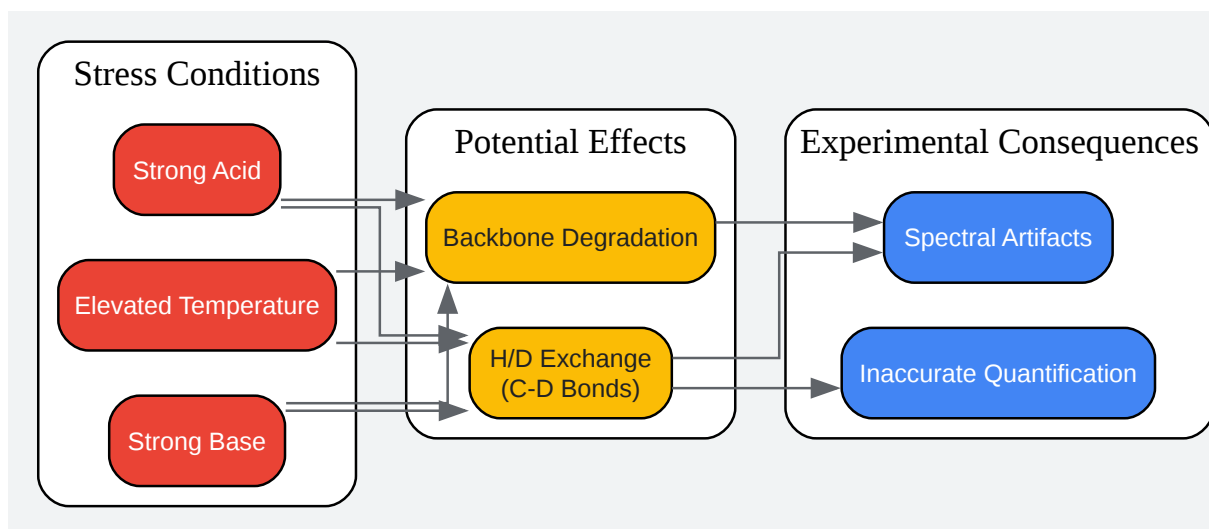 Stress Conditions
Strong Acid
Elevated Temperature
Strong Base
Potential Effects
Backbone Degradation
H/D Exchange
(C-D Bonds)
Experimental Consequences
Spectral Artifacts
Inaccurate Quantification